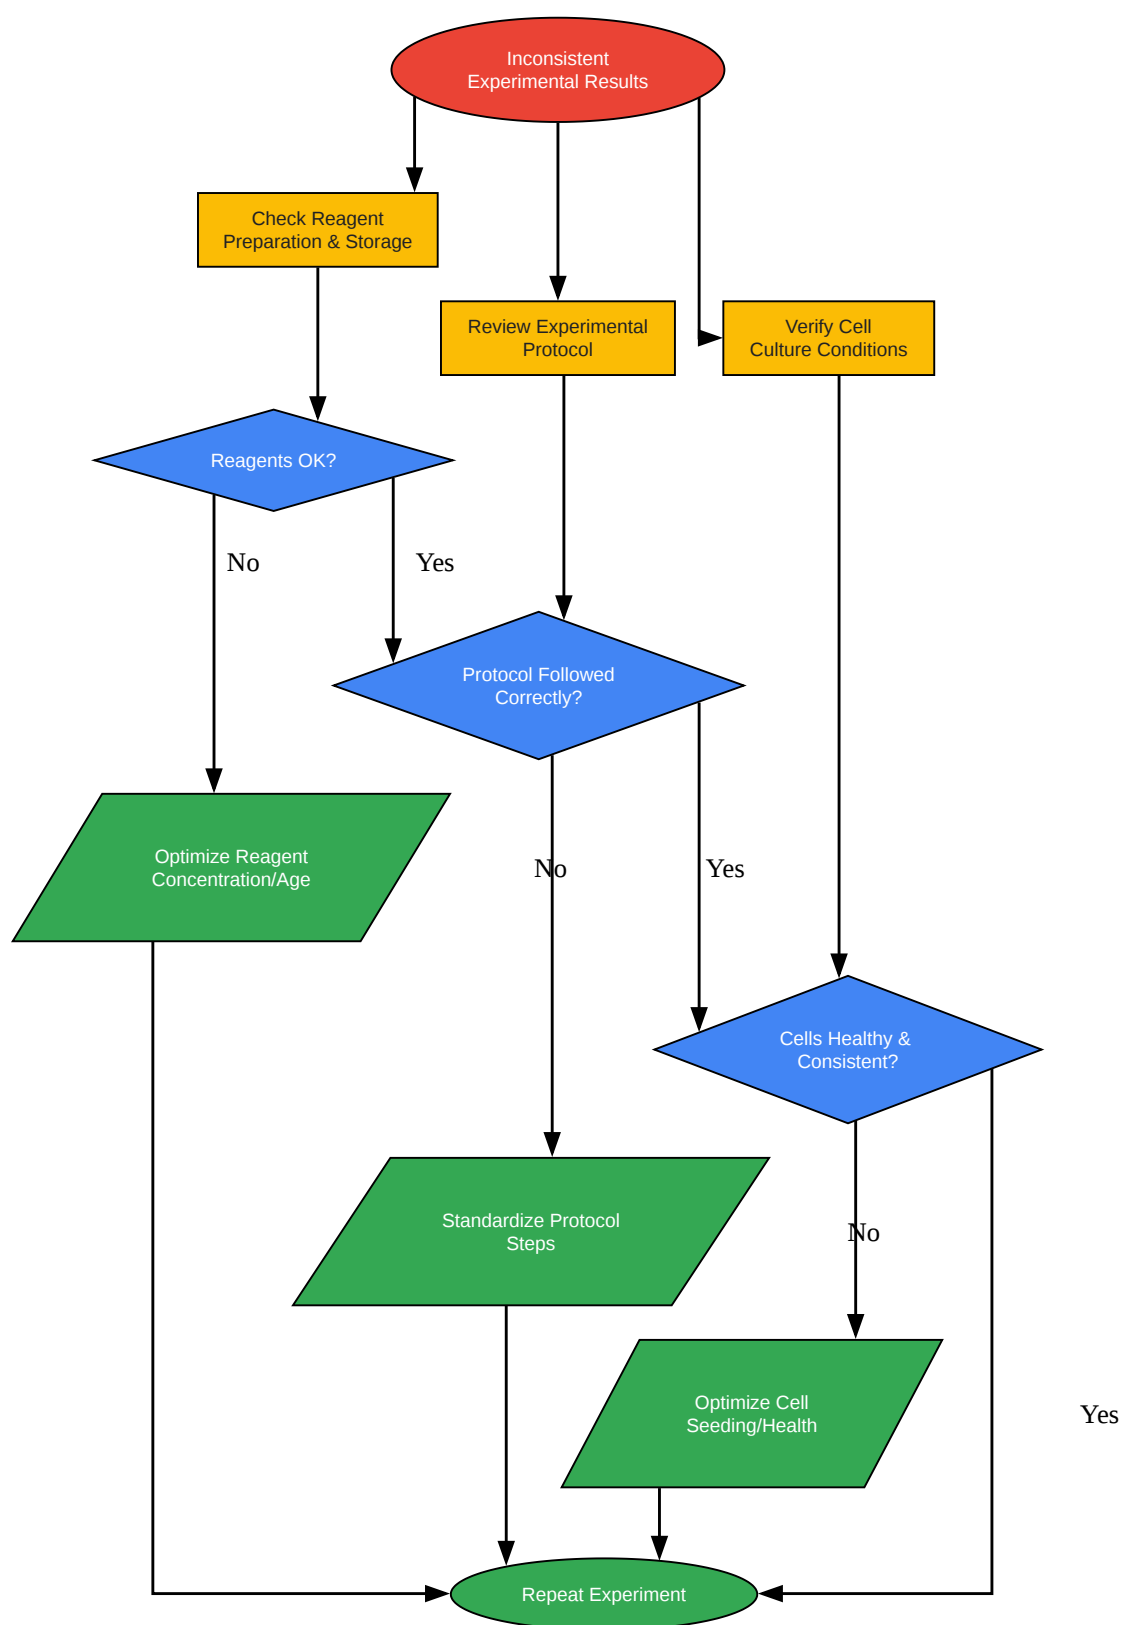 Inconsistent
Experimental Results
Check Reagent
Preparation & Storage
Review Experimental
Protocol
Verify Cell
Culture Conditions
Reagents OK?
No
Yes
Protocol Followed
Correctly?
Optimize Reagent
Concentration/Age
No
Yes
Cells Healthy &
Consistent?
Standardize Protocol
Steps
No
Optimize Cell
Seeding/Health
Yes
Repeat Experiment